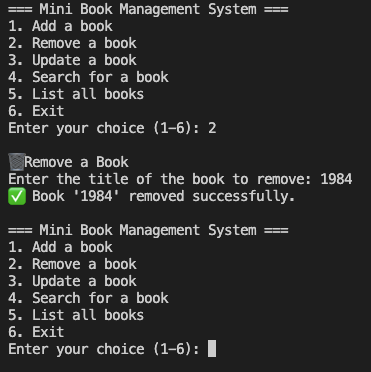 === Mini Book Management System ===
1. Add a book
2. Remove a book
3. Update a book
4. Search for a book
5. List all books
6. Exit
Enter your choice (1-6): 2
🗑️Remove a Book
Enter the title of the book to remove: 1984
✅ Book '1984' removed successfully.
=== Mini Book Management System ===
1. Add a book
2. Remove a book
3. Update a book
4. Search for a book
5. List all books
6. Exit
Enter your choice (1-6):